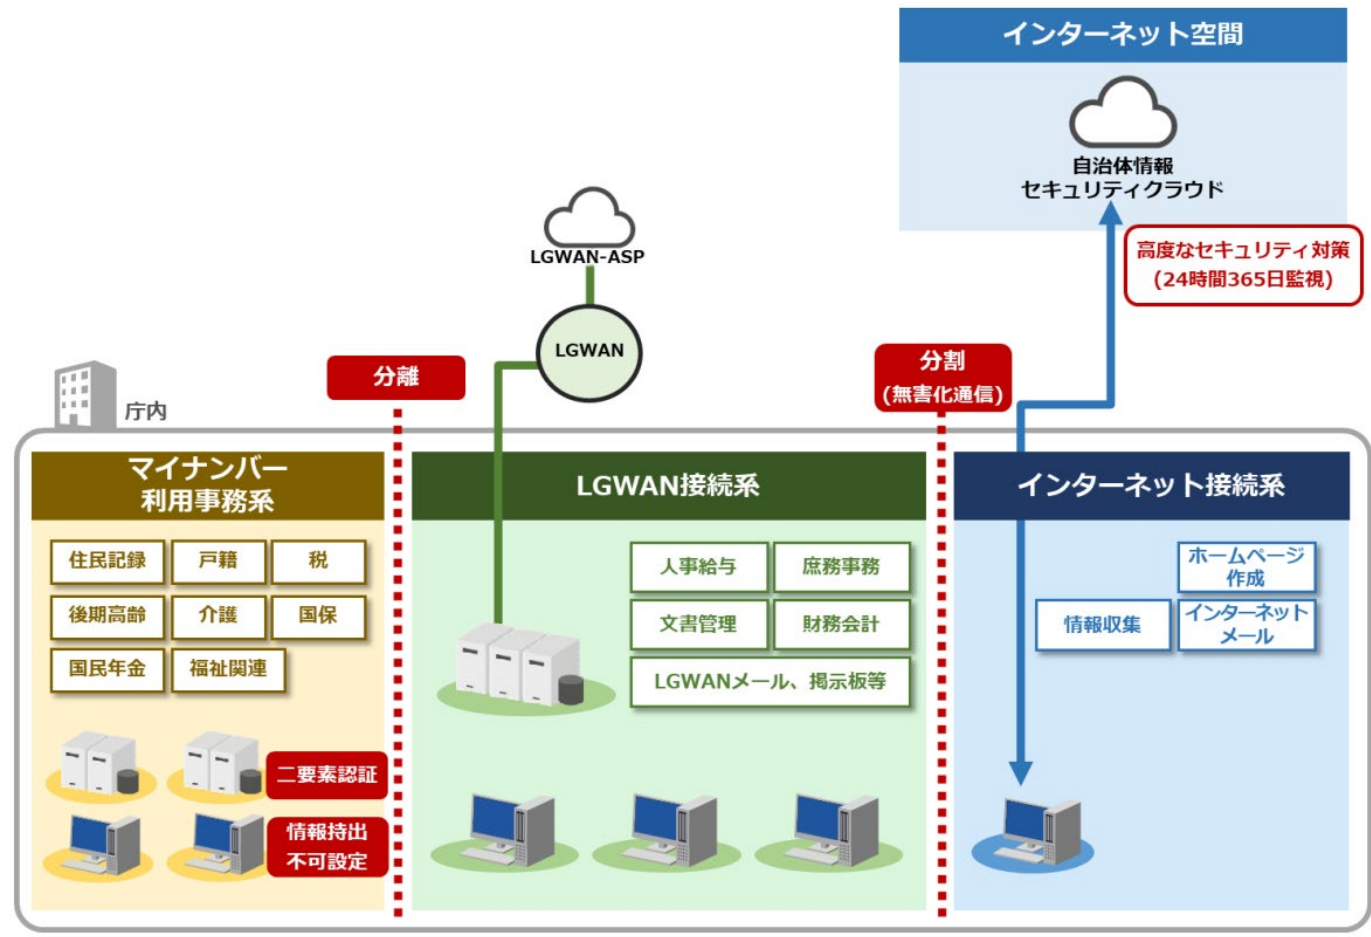 インターネット空間
自治体情報
セキュリティクラウド
高度なセキュリティ対策
(24時間365日監視)
LGWAN-ASP
LGWAN
分離
分割
(無害化通信)
庁内
マイナンバー
利用事務系
住民記録
戸籍
税
後期高齢
介護
国保
国民年金
福祉関連
二要素認証
情報持出
不可設定
LGWAN接続系
人事給与
庶務事務
文書管理
財務会計
LGWANメール、掲示板等
インターネット接続系
ホームページ
作成
情報収集
インターネット
メール